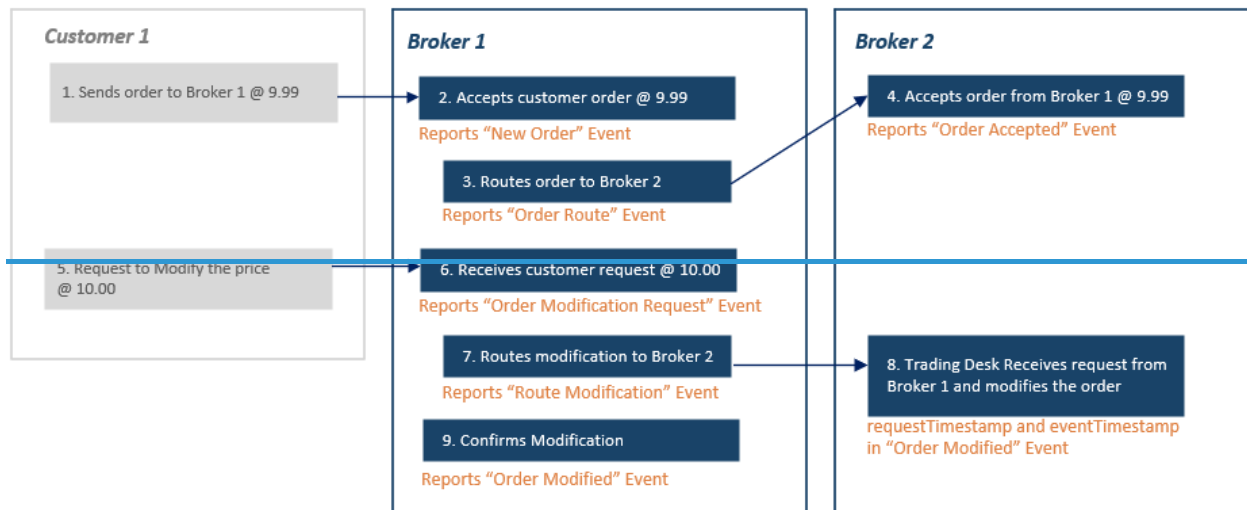 Customer 1
1. Sends order to Broker 1 @ 9.99
5. Request to Modify the price
@ 10.00
Broker 1
2. Accepts customer order @ 9.99
Reports “New Order” Event
3. Routes order to Broker 2
Reports “Order Route” Event
6. Receives customer request @ 10.00
Reports “Order Modification Request” Event
7. Routes modification to Broker 2
Reports “Route Modification” Event
9. Confirms Modification
Reports “Order Modified” Event
Broker 2
4. Accepts order from Broker 1 @ 9.99
Reports “Order Accepted” Event
8. Trading Desk Receives request from
Broker 1 and modifies the order
requestTimestamp and eventTimestamp
in “Order Modified” Event